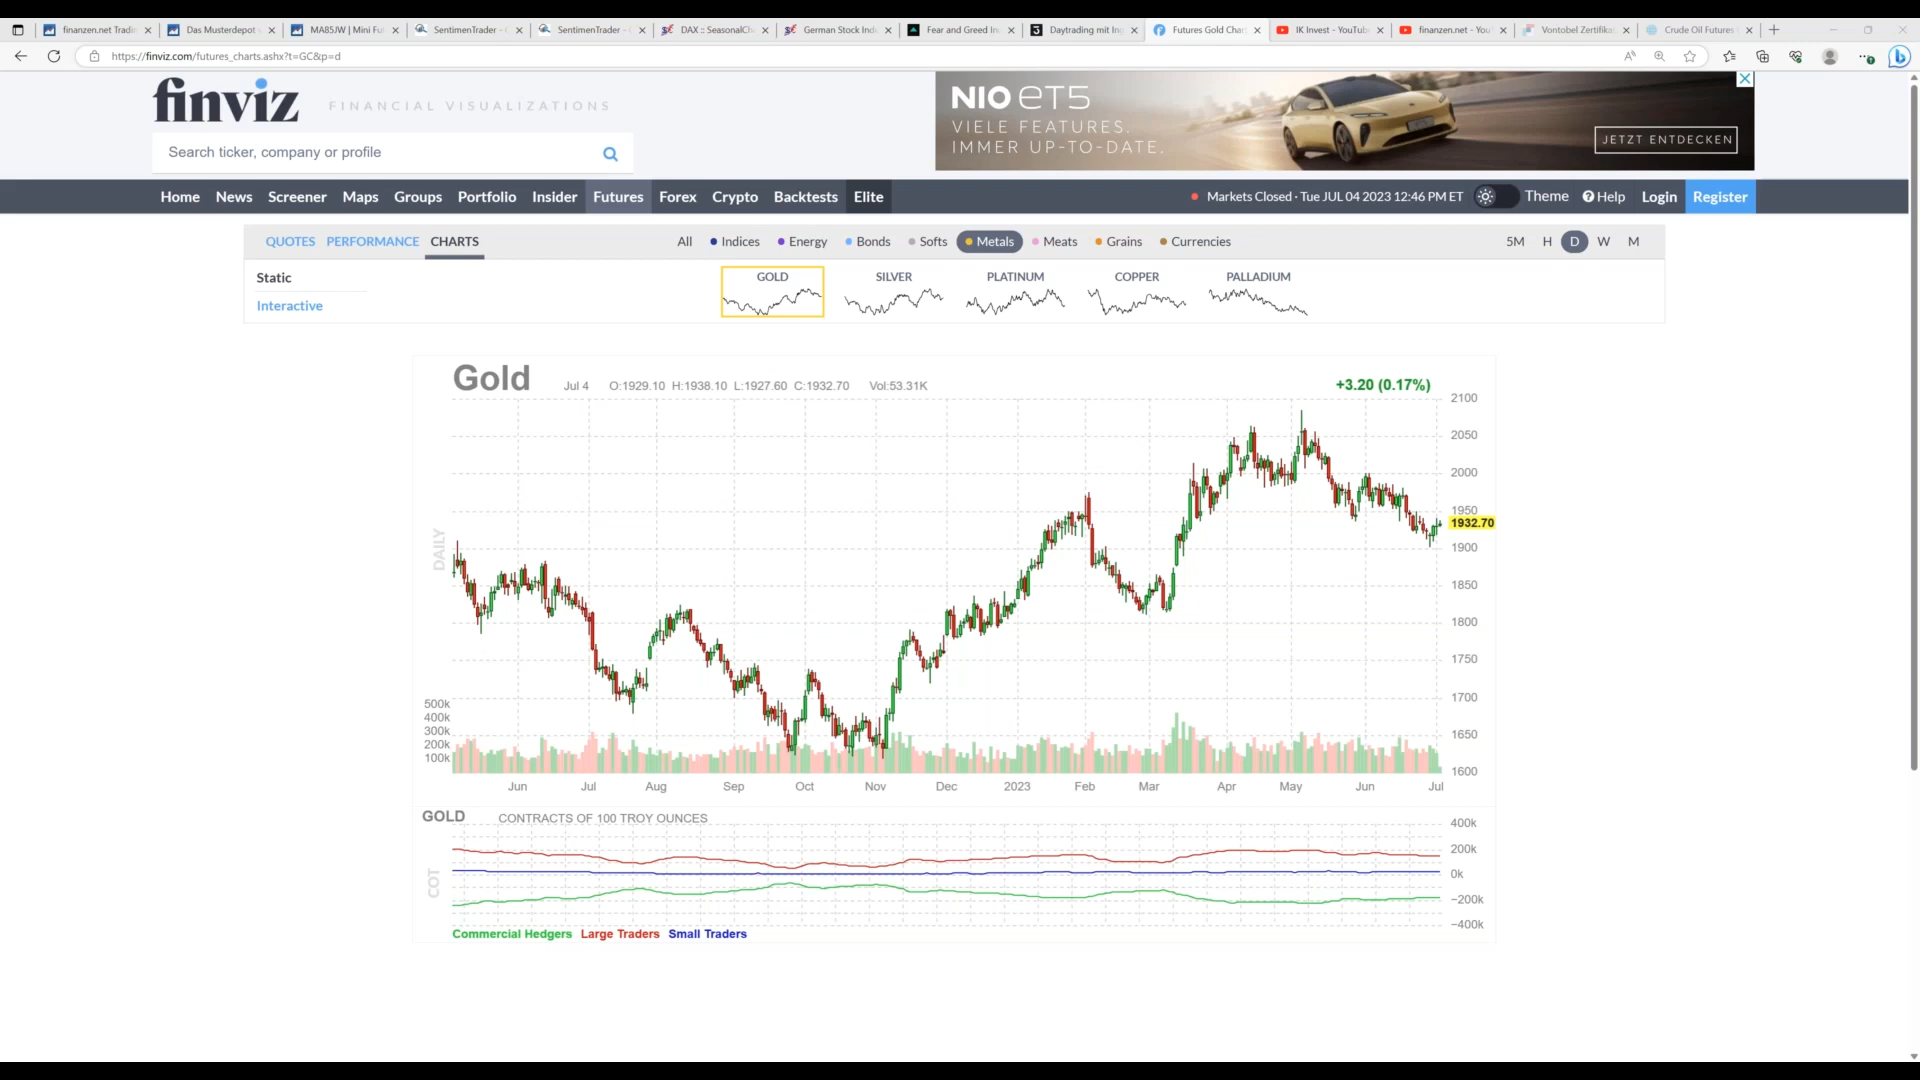 finanzen.net Tradi
Das Musterdepot
MA85JW | Mini Fu
SentimenTrader -
SentimenTrader -
DAX :: SeasonalCh
German Stock Inde
Fear and Greed In
Daytrading mit In
Futures Gold Char
IK Invest - YouTub
finanzen.net - You
Vontobel Zertifika
Crude Oil Futures
https://finviz.com/futures_charts.ashx?t=GC&p=d
finviz
FINANCIAL VISUALIZATIONS
NIO ET5
VIELE FEATURES.
IMMER UP-TO-DATE.
JETZT ENTDECKEN
Search ticker, company or profile
Home News Screener Maps Groups Portfolio Insider Futures Forex Crypto Backtests Elite
Markets Closed · Tue JUL 04 2023 12:46 PM ET
Theme Help Login Register
QUOTES PERFORMANCE CHARTS
All Indices Energy Bonds Softs Metals Meats Grains Currencies
5M H D W M
Static
Interactive
GOLD SILVER PLATINUM COPPER PALLADIUM
Gold Jul 4 O:1929.10 H:1938.10 L:1927.60 C:1932.70 Vol:53.31K +3.20 (0.17%)
2100
2050
2000
1950
1932.70
1900
1850
1800
1750
1700
1650
1600
DAILY
500k
400k
300k
200k
100k
Jun Jul Aug Sep Oct Nov Dec 2023 Feb Mar Apr May Jun Jul
GOLD CONTRACTS OF 100 TROY OUNCES
400k
200k
0k
−200k
−400k
COT
Commercial Hedgers Large Traders Small Traders